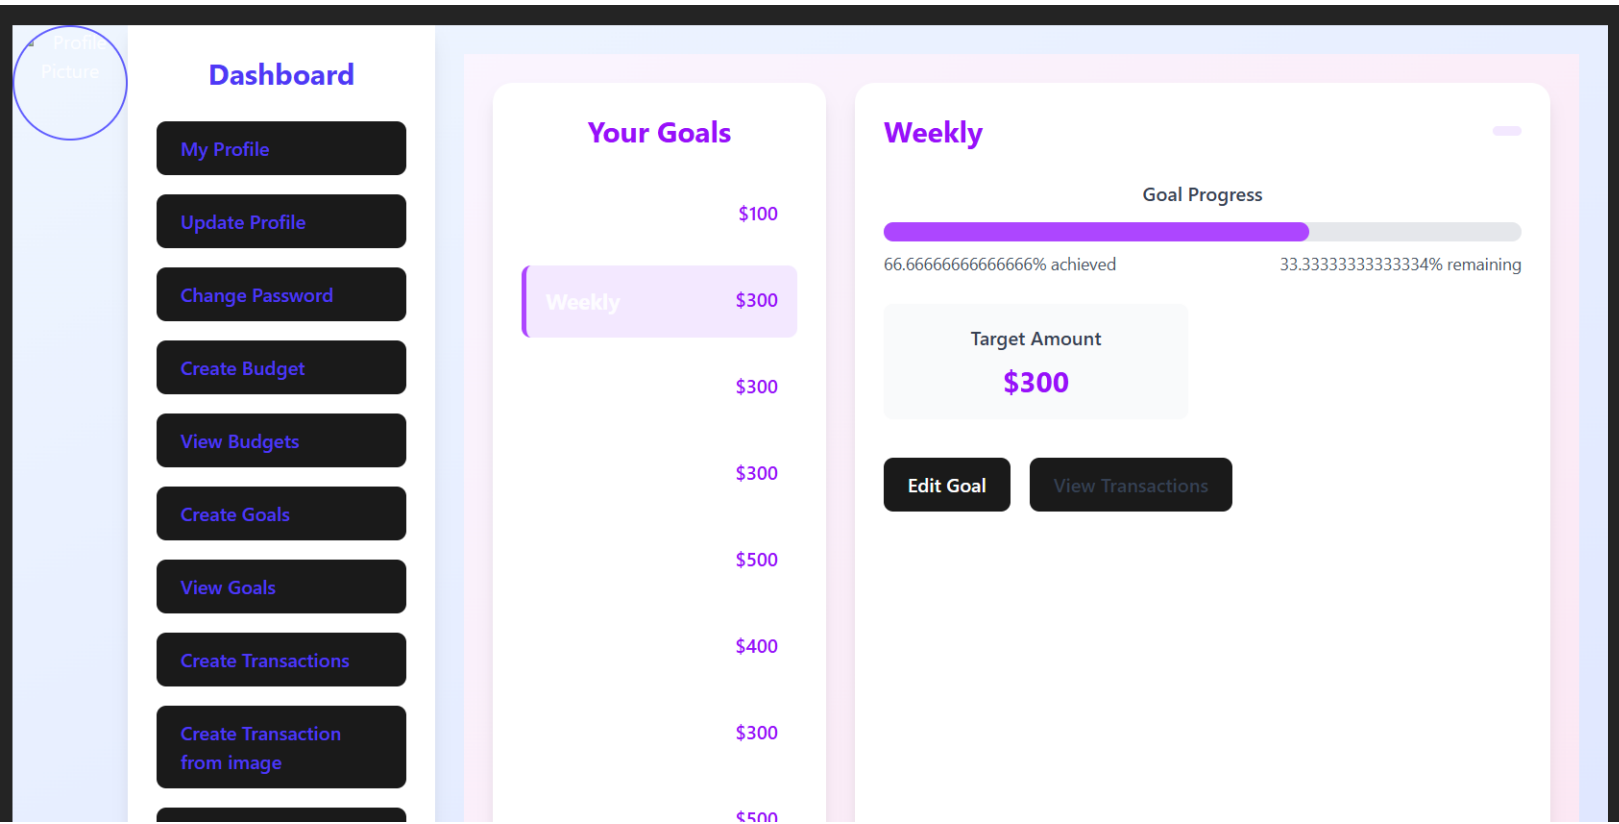 Profile
Picture
Dashboard
My Profile
Update Profile
Change Password
Create Budget
View Budgets
Create Goals
View Goals
Create Transactions
Create Transaction
from image
Your Goals
$100
Weekly
$300
$300
$300
$500
$400
$300
$500
Weekly
Goal Progress
66.66666666666666% achieved
33.33333333333334% remaining
Target Amount
$300
Edit Goal
View Transactions